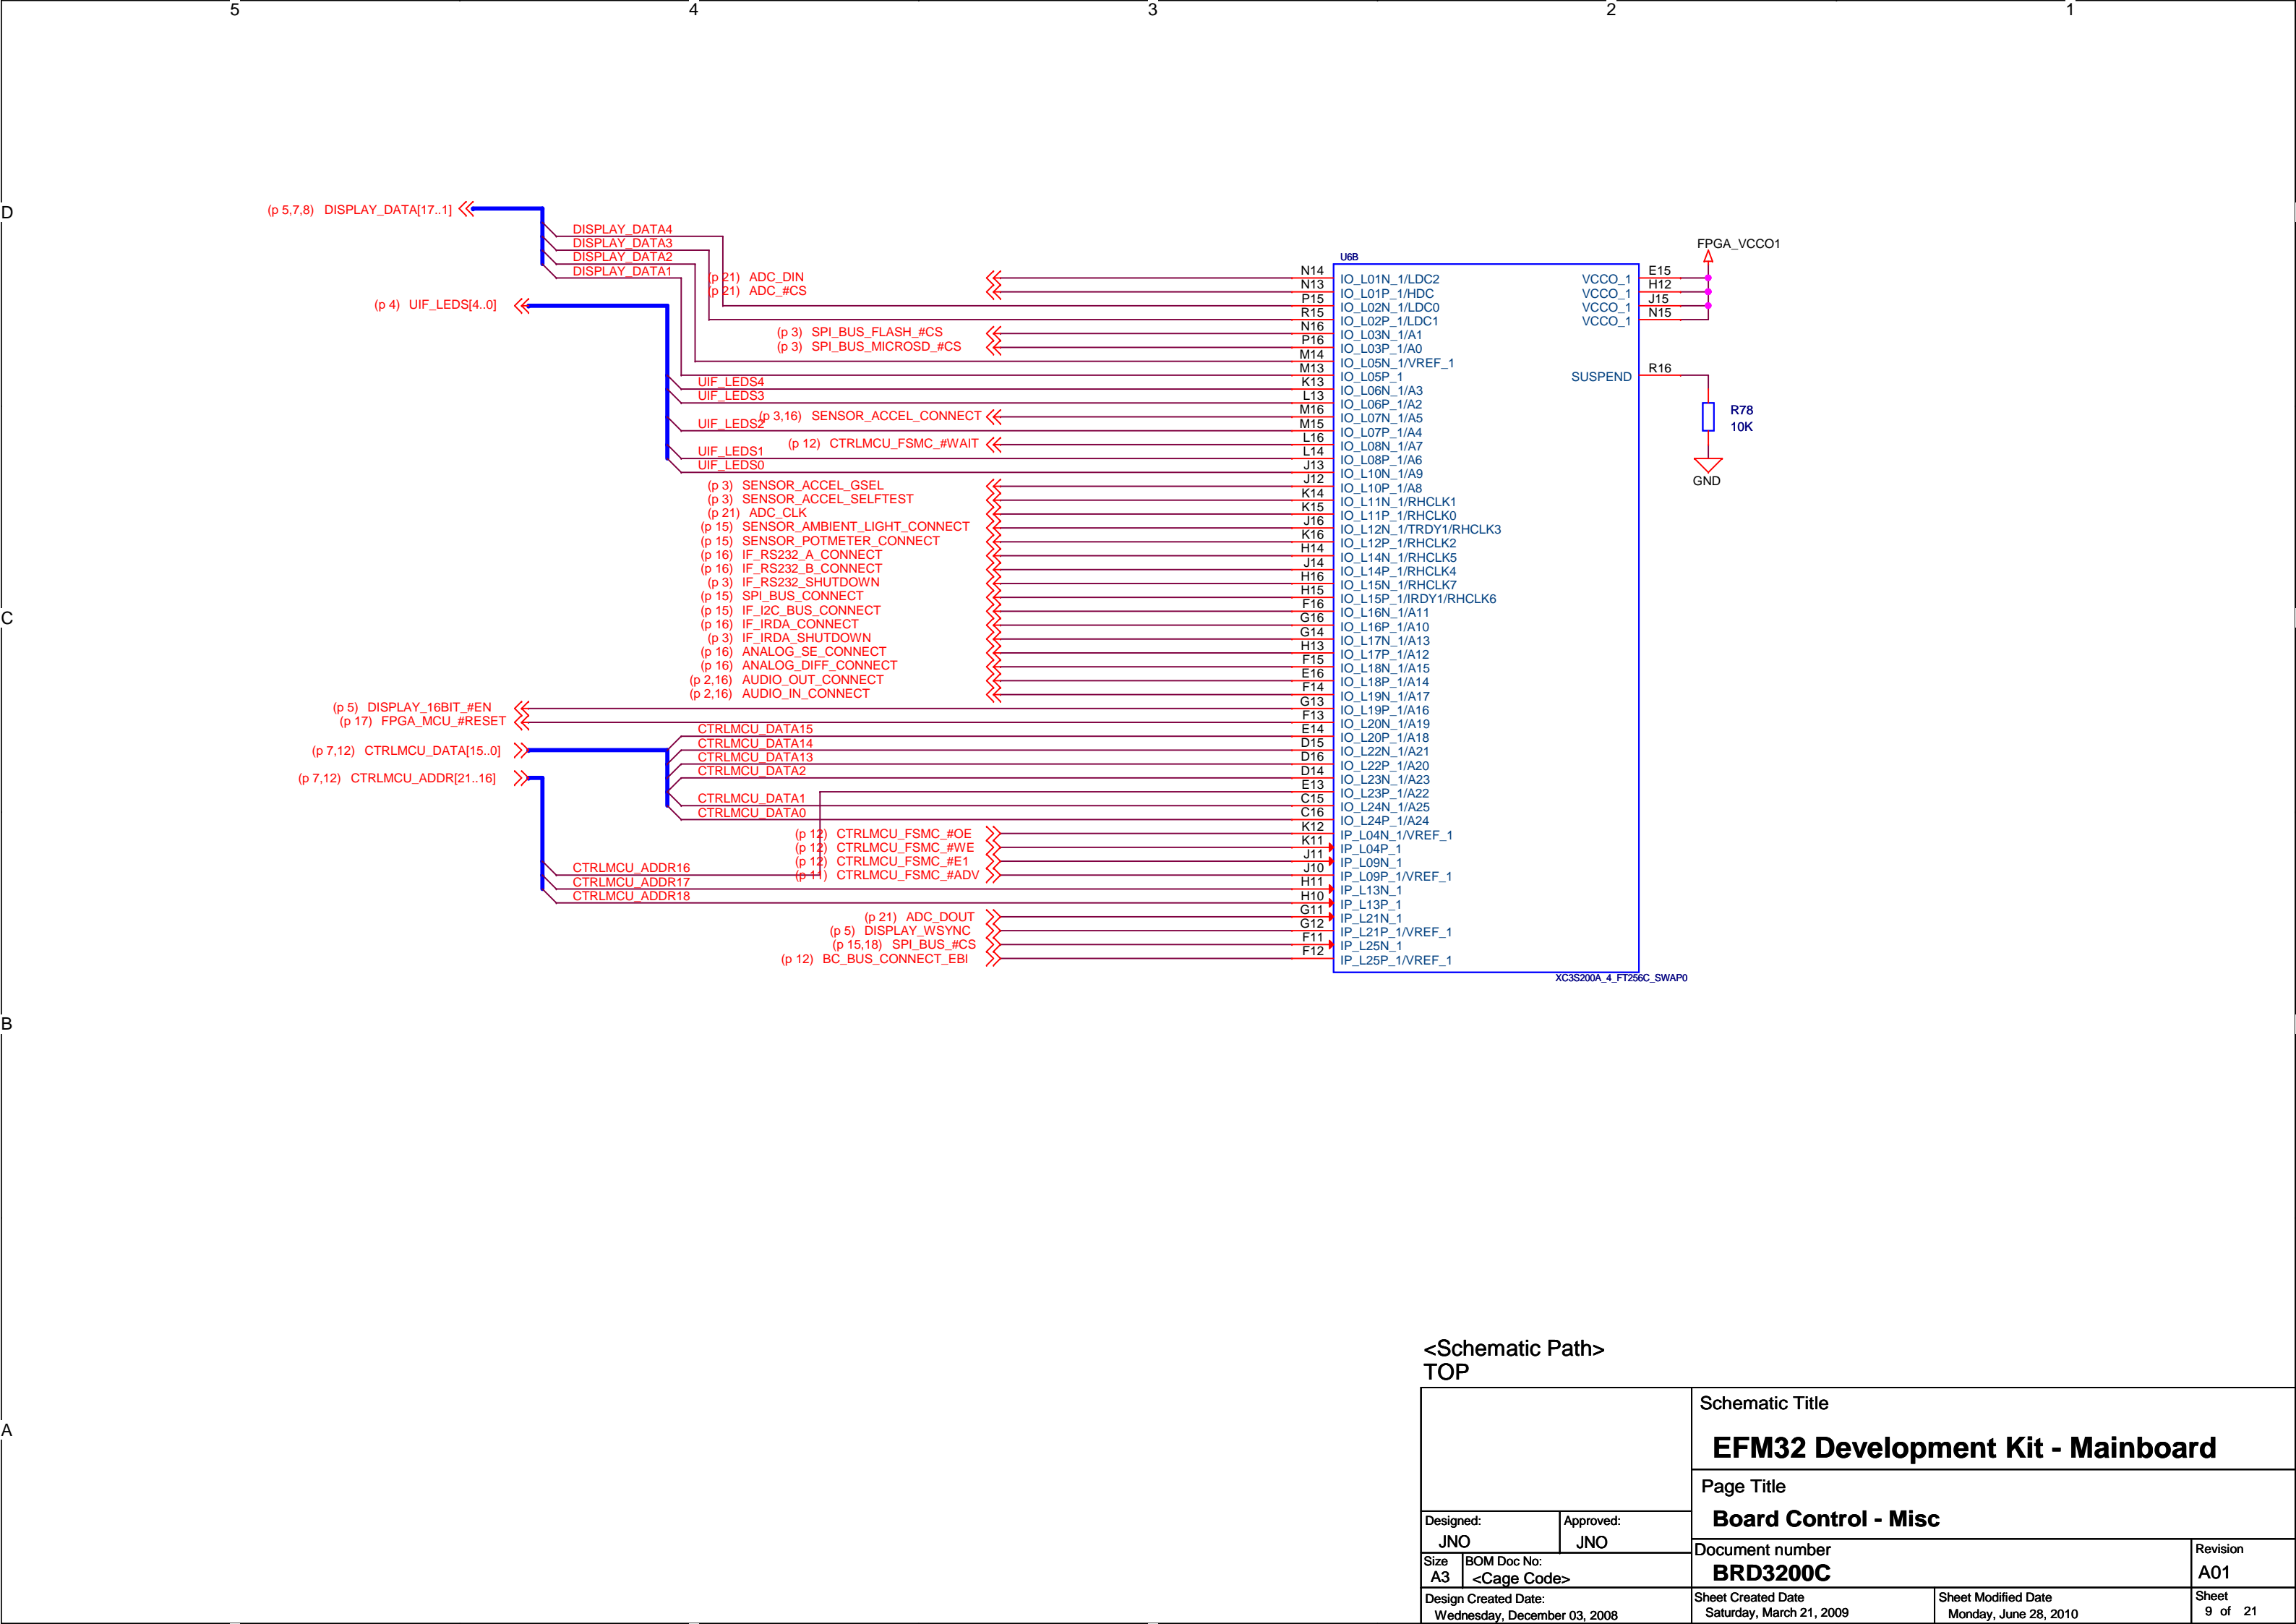 5 4 3 2 1
D
C
B
A
(p 5,7,8) DISPLAY_DATA[17..1]
DISPLAY_DATA4
DISPLAY_DATA3
DISPLAY_DATA2
DISPLAY_DATA1
(p 21) ADC_DIN
(p 21) ADC_#CS
(p 4) UIF_LEDS[4..0]
(p 3) SPI_BUS_FLASH_#CS
(p 3) SPI_BUS_MICROSD_#CS
UIF_LEDS4
UIF_LEDS3
(p 3,16) SENSOR_ACCEL_CONNECT
UIF_LEDS2
(p 12) CTRLMCU_FSMC_#WAIT
UIF_LEDS1
UIF_LEDS0
(p 3) SENSOR_ACCEL_GSEL
(p 3) SENSOR_ACCEL_SELFTEST
(p 21) ADC_CLK
(p 15) SENSOR_AMBIENT_LIGHT_CONNECT
(p 15) SENSOR_POTMETER_CONNECT
(p 16) IF_RS232_A_CONNECT
(p 16) IF_RS232_B_CONNECT
(p 3) IF_RS232_SHUTDOWN
(p 15) SPI_BUS_CONNECT
(p 15) IF_I2C_BUS_CONNECT
(p 16) IF_IRDA_CONNECT
(p 3) IF_IRDA_SHUTDOWN
(p 16) ANALOG_SE_CONNECT
(p 16) ANALOG_DIFF_CONNECT
(p 2,16) AUDIO_OUT_CONNECT
(p 2,16) AUDIO_IN_CONNECT
(p 5) DISPLAY_16BIT_#EN
(p 17) FPGA_MCU_#RESET
CTRLMCU_DATA15
(p 7,12) CTRLMCU_DATA[15..0]
CTRLMCU_DATA14
CTRLMCU_DATA13
CTRLMCU_DATA2
(p 7,12) CTRLMCU_ADDR[21..16]
CTRLMCU_DATA1
CTRLMCU_DATA0
(p 12) CTRLMCU_FSMC_#OE
(p 12) CTRLMCU_FSMC_#WE
(p 12) CTRLMCU_FSMC_#E1
CTRLMCU_ADDR16
(p 11) CTRLMCU_FSMC_#ADV
CTRLMCU_ADDR17
CTRLMCU_ADDR18
(p 21) ADC_DOUT
(p 5) DISPLAY_WSYNC
(p 15,18) SPI_BUS_#CS
(p 12) BC_BUS_CONNECT_EBI
U6B
N14 IO_L01N_1/LDC2
N13 IO_L01P_1/HDC
P15 IO_L02N_1/LDC0
R15 IO_L02P_1/LDC1
N16 IO_L03N_1/A1
P16 IO_L03P_1/A0
M14 IO_L05N_1/VREF_1
M13 IO_L05P_1
K13 IO_L06N_1/A3
L13 IO_L06P_1/A2
M16 IO_L07N_1/A5
M15 IO_L07P_1/A4
L16 IO_L08N_1/A7
L14 IO_L08P_1/A6
J13 IO_L10N_1/A9
J12 IO_L10P_1/A8
K14 IO_L11N_1/RHCLK1
K15 IO_L11P_1/RHCLK0
J16 IO_L12N_1/TRDY1/RHCLK3
K16 IO_L12P_1/RHCLK2
H14 IO_L14N_1/RHCLK5
J14 IO_L14P_1/RHCLK4
H16 IO_L15N_1/RHCLK7
H15 IO_L15P_1/IRDY1/RHCLK6
F16 IO_L16N_1/A11
G16 IO_L16P_1/A10
G14 IO_L17N_1/A13
H13 IO_L17P_1/A12
F15 IO_L18N_1/A15
E16 IO_L18P_1/A14
F14 IO_L19N_1/A17
G13 IO_L19P_1/A16
F13 IO_L20N_1/A19
E14 IO_L20P_1/A18
D15 IO_L22N_1/A21
D16 IO_L22P_1/A20
D14 IO_L23N_1/A23
E13 IO_L23P_1/A22
C15 IO_L24N_1/A25
C16 IO_L24P_1/A24
K12 IP_L04N_1/VREF_1
K11 IP_L04P_1
J11 IP_L09N_1
J10 IP_L09P_1/VREF_1
H11 IP_L13N_1
H10 IP_L13P_1
G11 IP_L21N_1
G12 IP_L21P_1/VREF_1
F11 IP_L25N_1
F12 IP_L25P_1/VREF_1
XC3S200A_4_FT256C_SWAP0
FPGA_VCCO1
VCCO_1 E15
VCCO_1 H12
VCCO_1 J15
VCCO_1 N15
SUSPEND R16
R78
10K
GND
<Schematic Path>
TOP
Schematic Title
EFM32 Development Kit - Mainboard
Page Title
Board Control - Misc
Designed:
JNO
Approved:
JNO
Document number
BRD3200C
Revision
A01
Size
A3
BOM Doc No:
<Cage Code>
Design Created Date:
Wednesday, December 03, 2008
Sheet Created Date
Saturday, March 21, 2009
Sheet Modified Date
Monday, June 28, 2010
Sheet
9 of 21